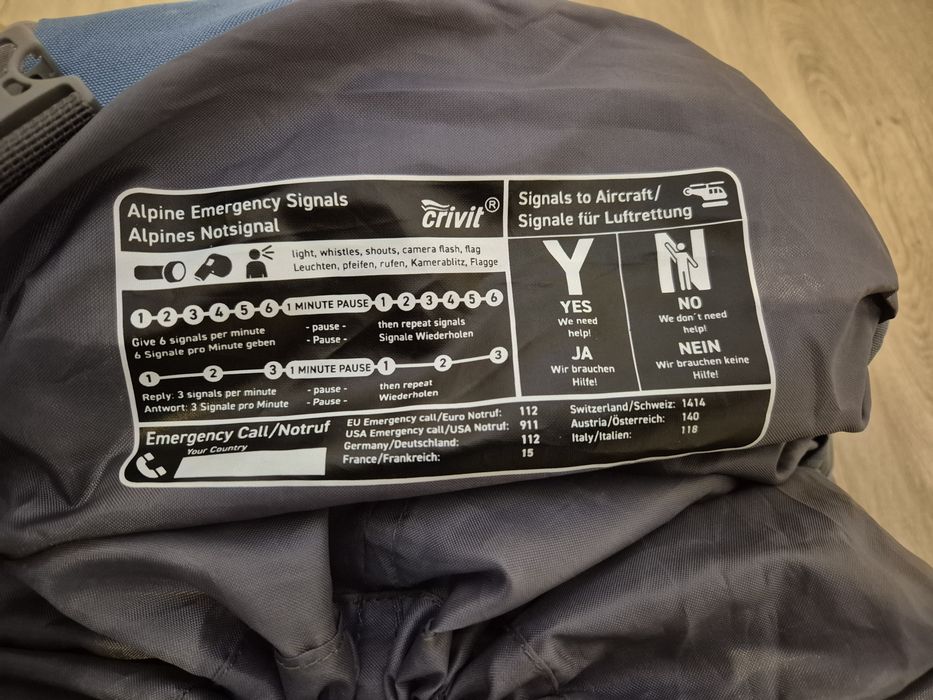 Alpine Emergency Signals
Alpines Notsignal
crivit®
light, whistles, shouts, camera flash, flag
Leuchten, pfeifen, rufen, Kamerablitz, Flagge
1 2 3 4 5 6 1 MINUTE PAUSE 1 2 3 4 5 6
Give 6 signals per minute - pause - then repeat signals
6 Signale pro Minute geben - Pause - Signale Wiederholen
1 2 3 1 MINUTE PAUSE 1 2 3
Reply: 3 signals per minute - pause - then repeat
Antwort: 3 Signale pro Minute - Pause - Wiederholen
Signals to Aircraft/
Signale für Luftrettung
Y
YES
We need
help!
JA
Wir brauchen
Hilfe!
N
NO
We don´t need
help!
NEIN
Wir brauchen keine
Hilfe!
Emergency Call/Notruf
Your Country
EU Emergency call/Euro Notruf: 112
USA Emergency call/USA Notruf: 911
Germany/Deutschland: 112
France/Frankreich: 15
Switzerland/Schweiz: 1414
Austria/Österreich: 140
Italy/Italien: 118